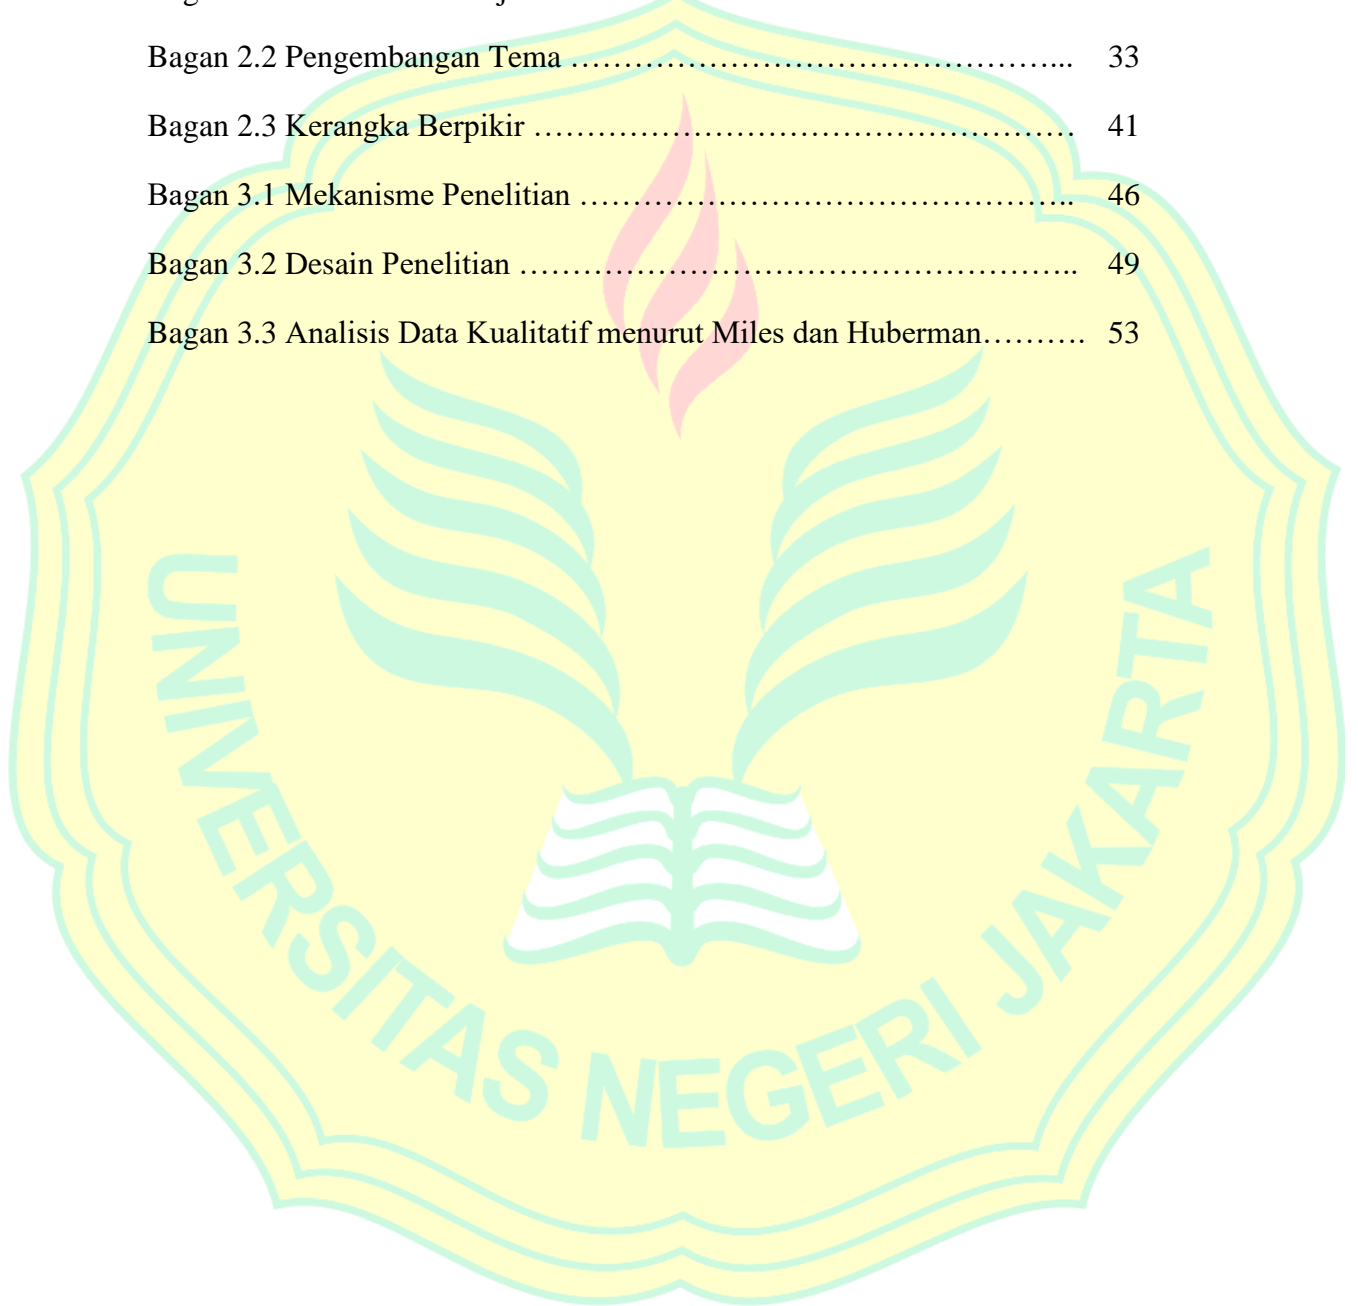 Bagan 2.2 Pengembangan Tema ………………………………………... 33
Bagan 2.3 Kerangka Berpikir …………………………………………… 41
Bagan 3.1 Mekanisme Penelitian ……………………………………….. 46
Bagan 3.2 Desain Penelitian …………………………………………….. 49
Bagan 3.3 Analisis Data Kualitatif menurut Miles dan Huberman………. 53
UNIVERSITAS NEGERI JAKARTA